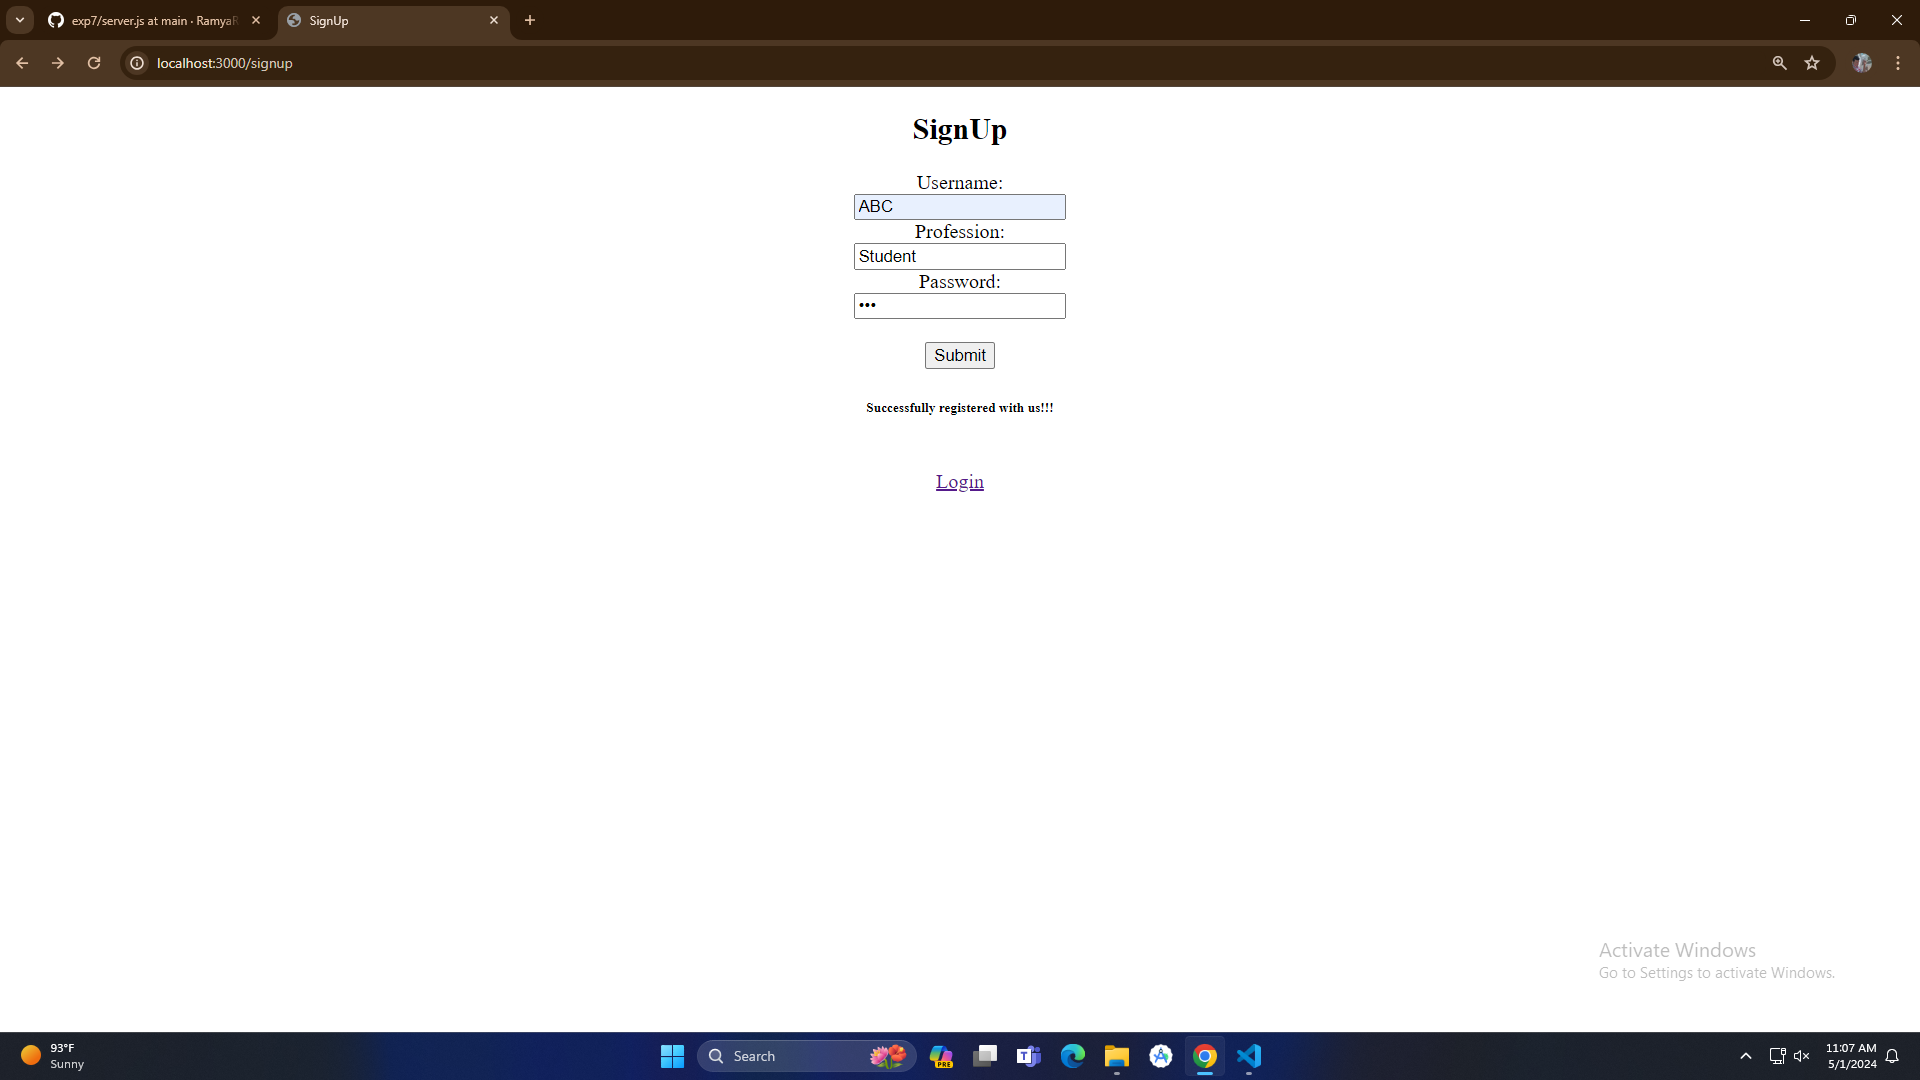 exp7/server.js at main · Ramya
SignUp
localhost:3000/signup
SignUp
Username:
ABC
Profession:
Student
Password:
•••
Submit
Successfully registered with us!!!
Login
Activate Windows
Go to Settings to activate Windows.
93°F
Sunny
Search
PRE
11:07 AM
5/1/2024